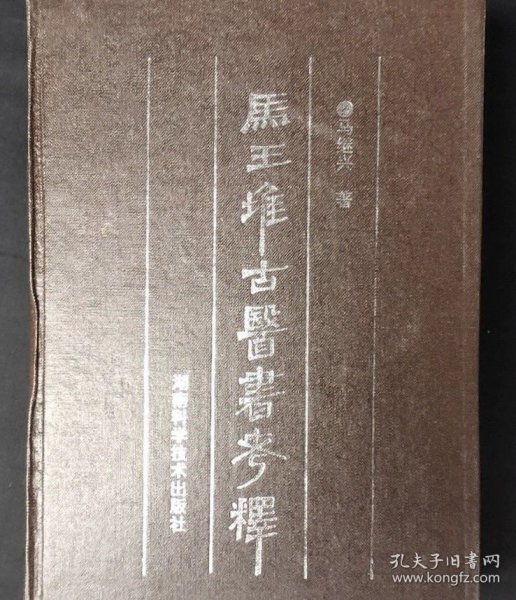 马继兴 著
馬王堆古醫書考釋
湖南科学技术出版社
孔夫子旧书网
www.kongfz.com